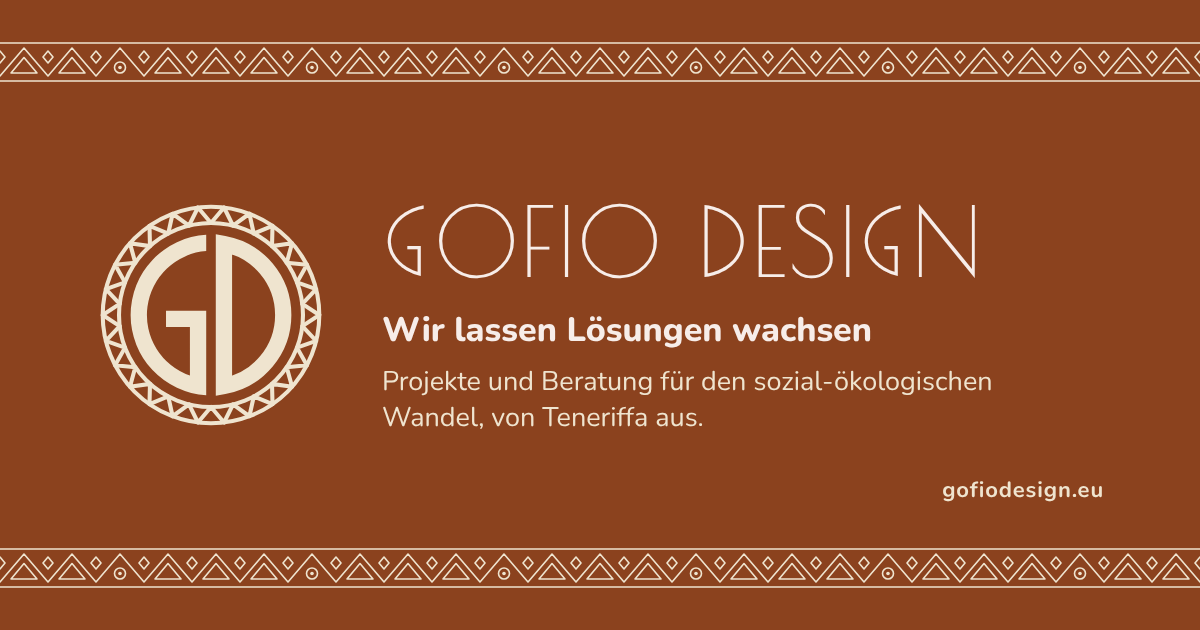 GD
GOFIO DESIGN
Wir lassen Lösungen wachsen
Projekte und Beratung für den sozial-ökologischen
Wandel, von Teneriffa aus.
gofiodesign.eu